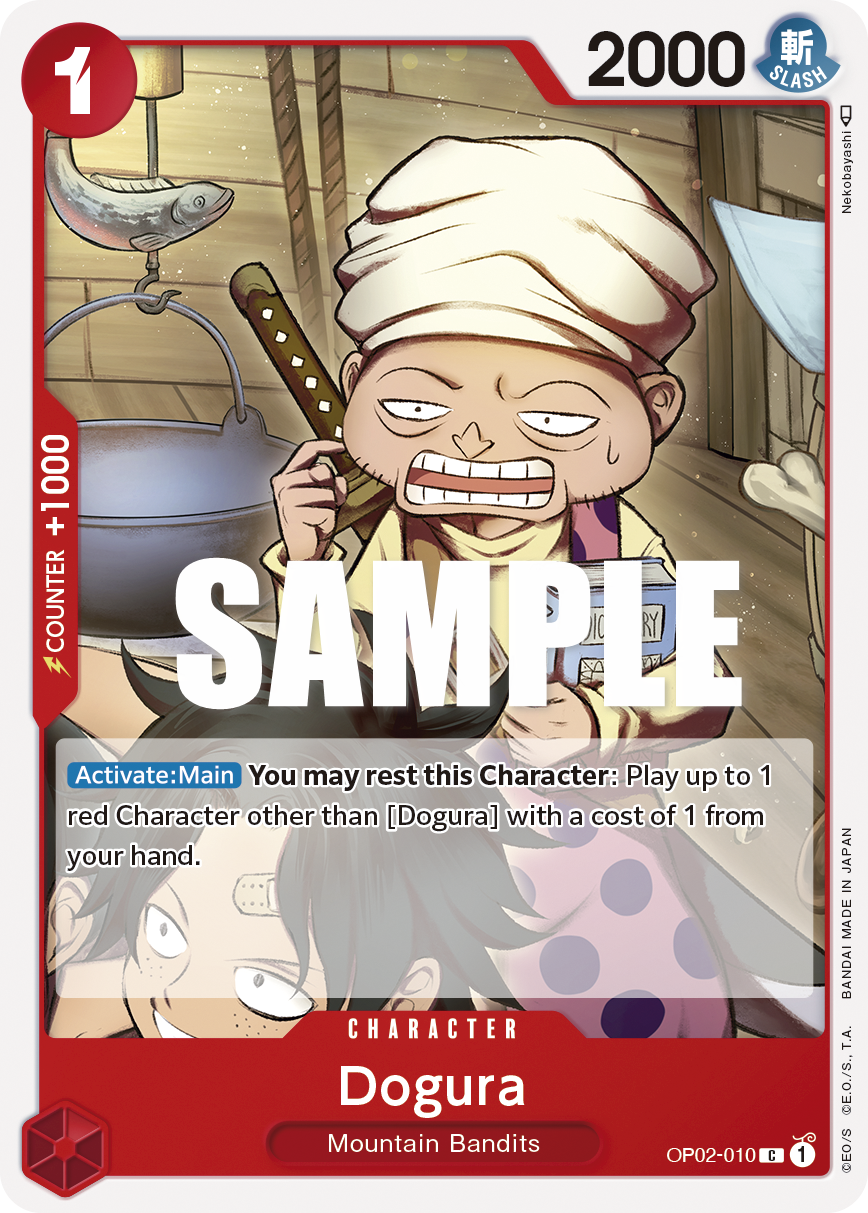 1
2000
斬
SLASH
Nekobayashi
COUNTER +1000
SAMPLE
Activate:Main You may rest this Character: Play up to 1
red Character other than [Dogura] with a cost of 1 from
your hand.
CHARACTER
Dogura
Mountain Bandits
OP02-010 C 1
©EO/S ©E.O./S., T.A. BANDAI MADE IN JAPAN